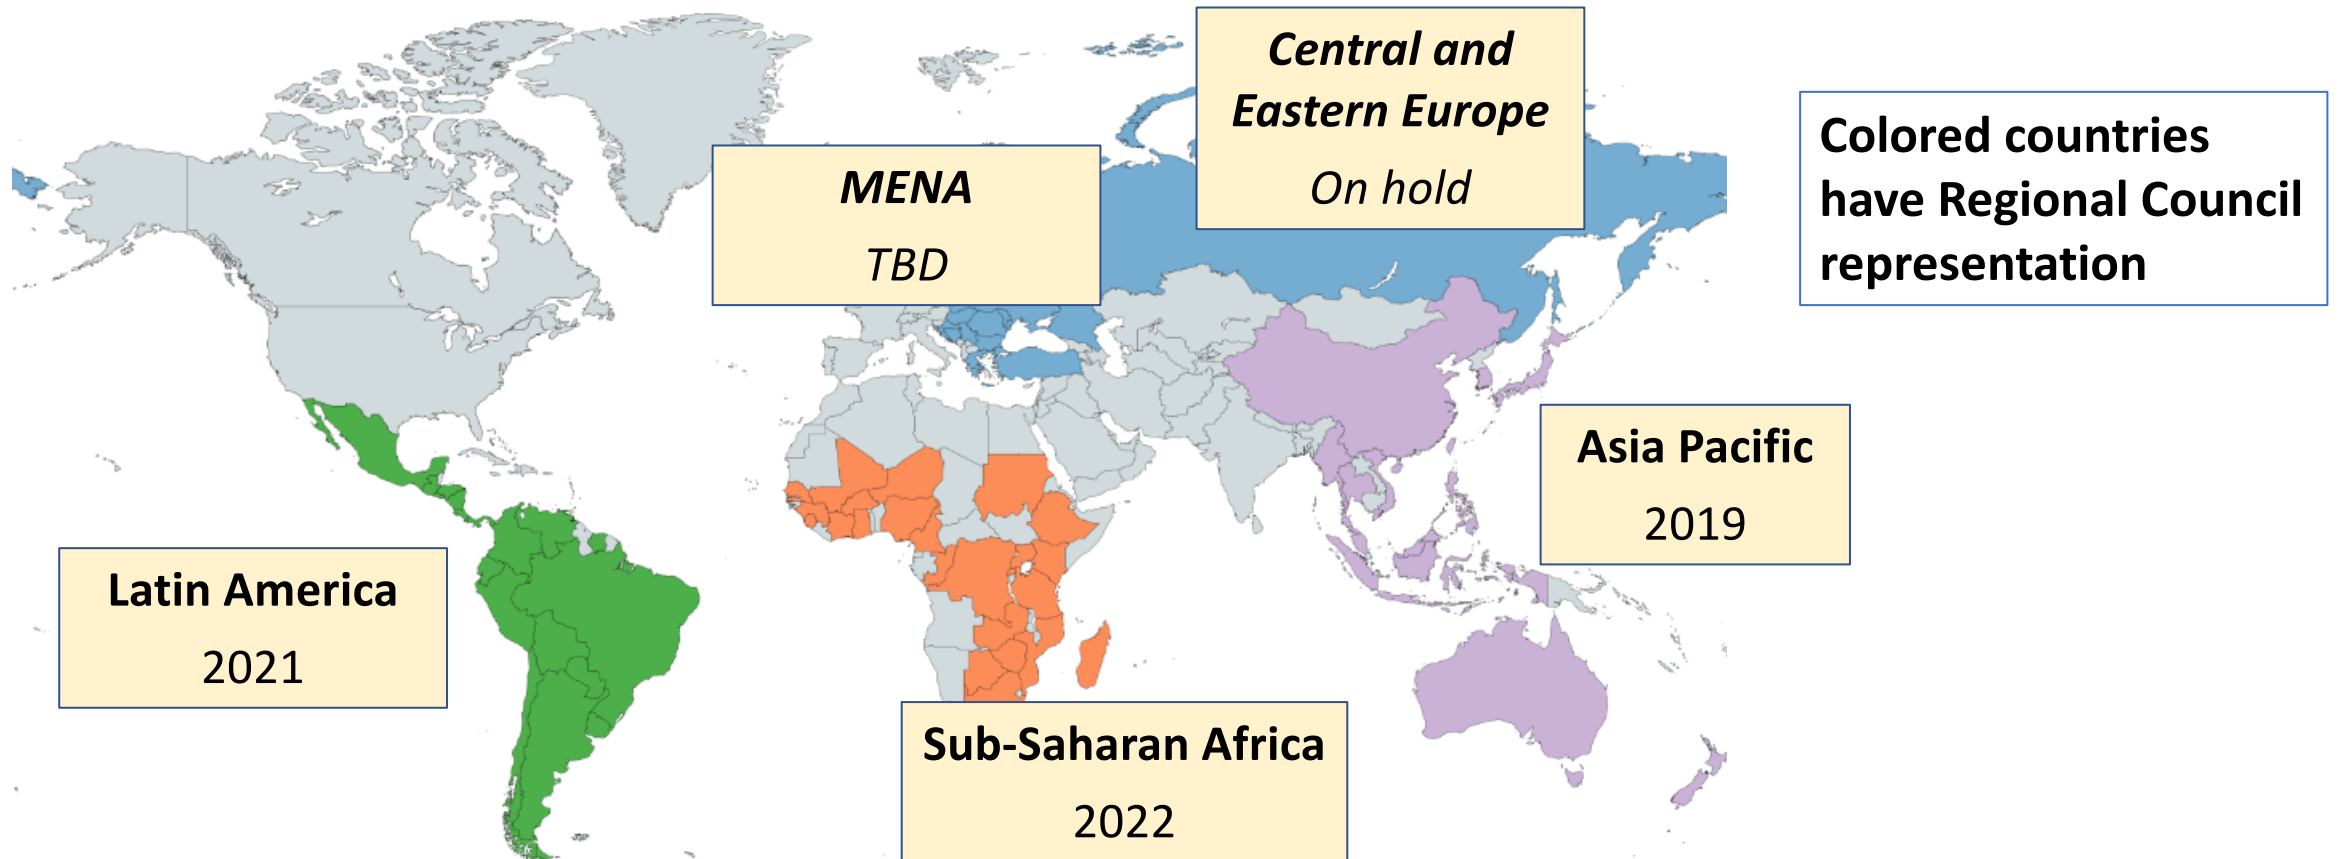 Central and
Eastern Europe
On hold
MENA
TBD
Colored countries
have Regional Council
representation
Asia Pacific
2019
Latin America
2021
Sub-Saharan Africa
2022